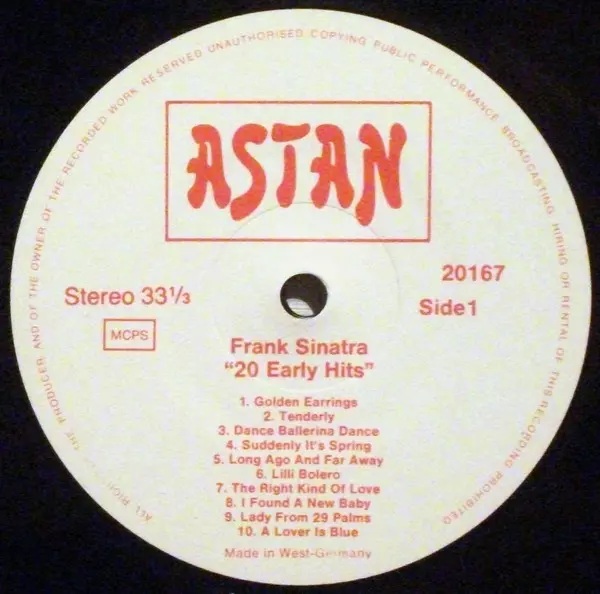 ALL RIGH THE PRODUCER AND OF THE OWNER OF THE RECORDED WORK RESERVED UNAUTHORISED COPYING PUBLIC PERFORMANCE BROADCASTING HIRING OR RENTAL OF THIS RECORDING PROHIBITED
ASTAN
Stereo 33⅓
20167
MCPS
Side 1
Frank Sinatra
“20 Early Hits”
1. Golden Earrings
2. Tenderly
3. Dance Ballerina Dance
4. Suddenly It's Spring
5. Long Ago And Far Away
6. Lilli Bolero
7. The Right Kind Of Love
8. I Found A New Baby
9. Lady From 29 Palms
10. A Lover Is Blue
Made in West-Germany